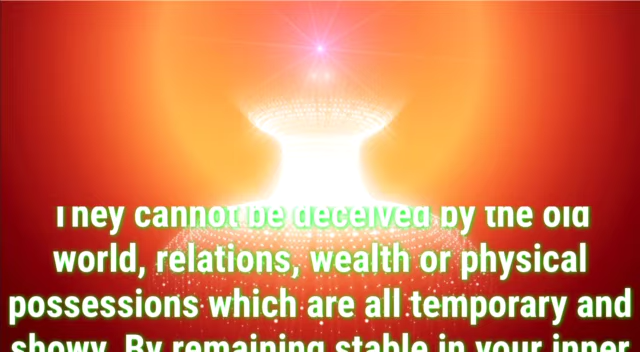 They cannot be deceived by the old
world, relations, wealth or physical
possessions which are all temporary and
showy. By remaining stable in your inner